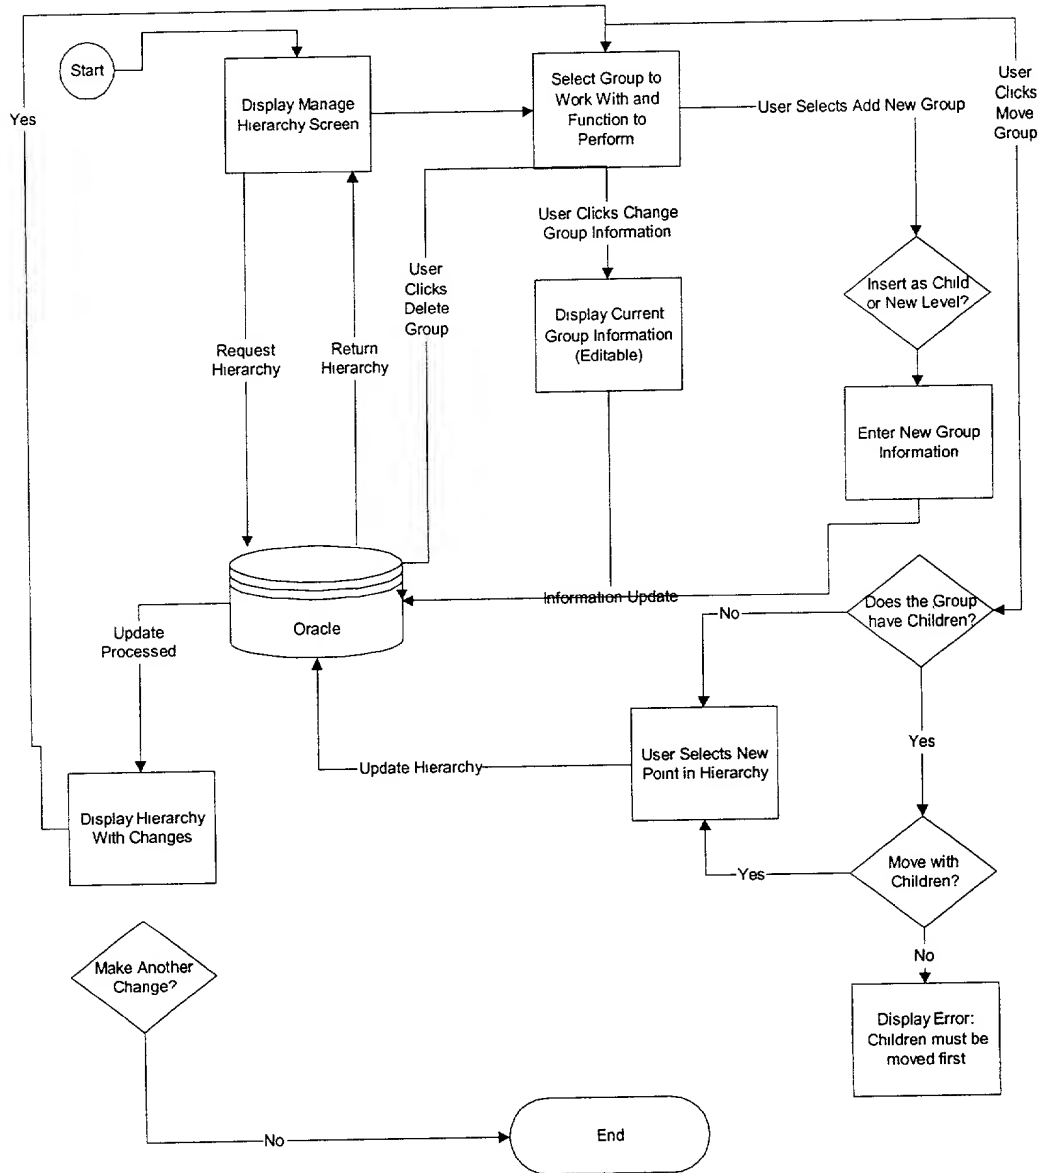 Start
Display Manage
Hierarchy Screen
Select Group to
Work With and
Function to
Perform
User Selects Add New Group
User
Clicks
Move
Group
Yes
User Clicks Change
Group Information
User
Clicks
Delete
Group
Insert as Child
or New Level?
Display Current
Group Information
(Editable)
Request
Hierarchy
Return
Hierarchy
Enter New Group
Information
Information Update
Oracle
Does the Group
have Children?
No
Update
Processed
Yes
User Selects New
Point in Hierarchy
Update Hierarchy
Display Hierarchy
With Changes
Move with
Children?
Yes
No
Make Another
Change?
Display Error:
Children must be
moved first
No
End